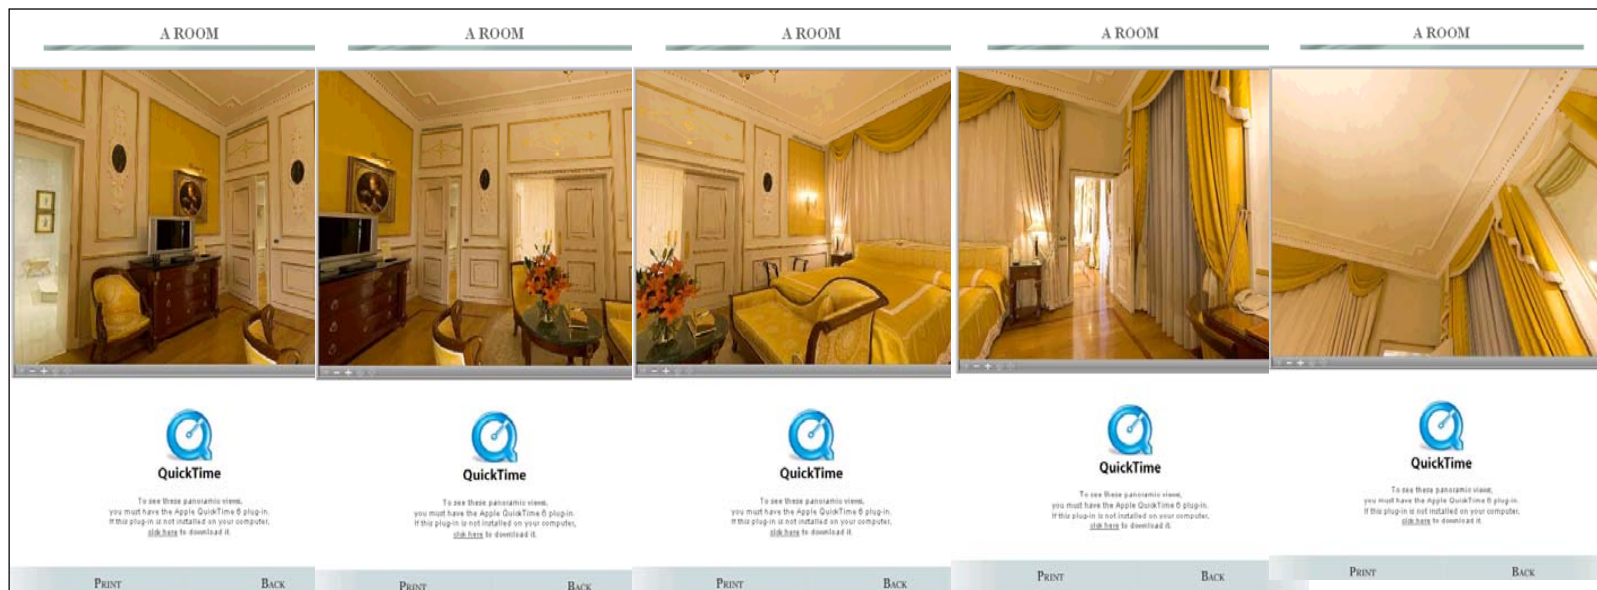 A ROOM
QuickTime
To see these panoramic views,
you must have the Apple QuickTime 6 plug-in.
If this plug-in is not installed on your computer,
click here to download it.
PRINT BACK
A ROOM
QuickTime
To see these panoramic views,
you must have the Apple QuickTime 6 plug-in.
If this plug-in is not installed on your computer,
click here to download it.
PRINT BACK
A ROOM
QuickTime
To see these panoramic views,
you must have the Apple QuickTime 6 plug-in.
If this plug-in is not installed on your computer,
click here to download it.
PRINT BACK
A ROOM
QuickTime
To see these panoramic views,
you must have the Apple QuickTime 6 plug-in.
If this plug-in is not installed on your computer,
click here to download it.
PRINT BACK
A ROOM
QuickTime
To see these panoramic views,
you must have the Apple QuickTime 6 plug-in.
If this plug-in is not installed on your computer,
click here to download it.
PRINT BACK